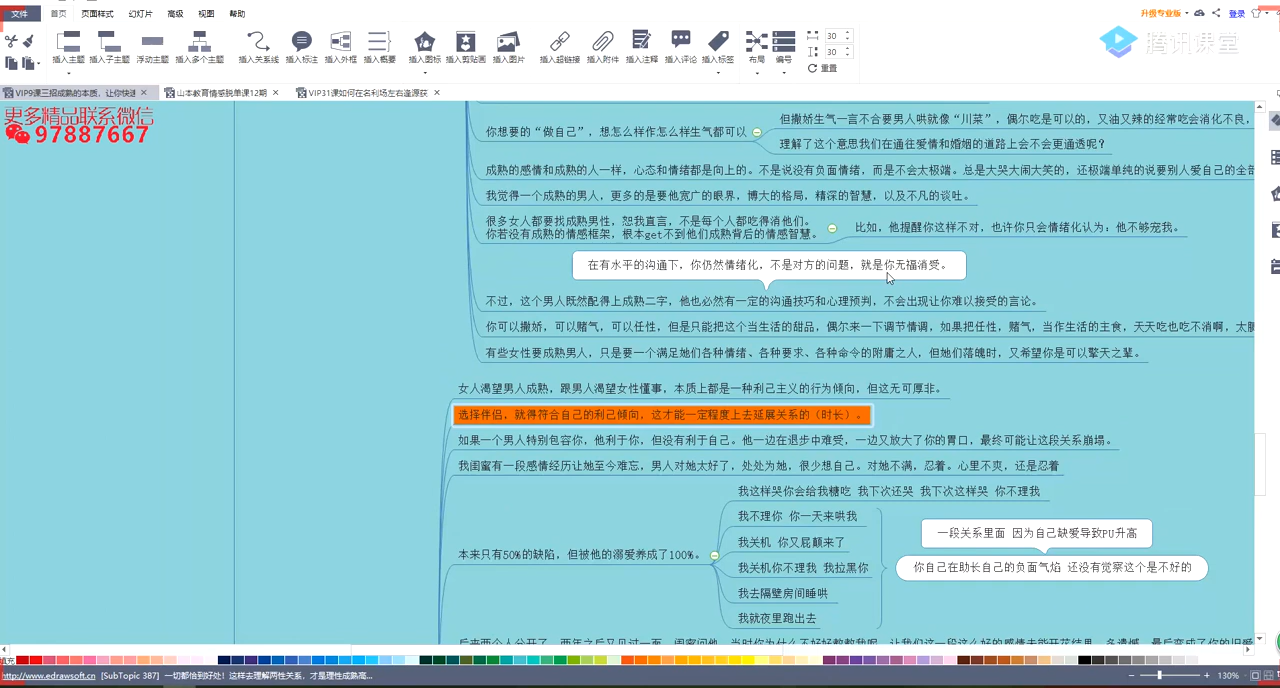 文件 首页 页面样式 幻灯片 高级 视图 帮助
升级专业版 登录
插入主题 插入子主题 浮动主题 插入多个主题 插入关系线 插入标注 插入外框 插入概要 插入图标 插入剪贴画 插入图片 插入超链接 插入附件 插入注释 插入评论 插入标签 布局 编号
30
30
重置
腾讯课堂
VIP9课三招成熟的本质，让你快速 山本教育情感脱单课12期 VIP31课如何在名利场左右逢源获
更多精品联系微信
97887667
你想要的“做自己”，想怎么样作怎么样生气都可以
但撒娇生气一言不合要男人哄就像“川菜”，偶尔吃是可以的，又油又辣的经常吃会消化不良，
理解了这个意思我们在通往爱情和婚姻的道路上会不会更通透呢？
成熟的感情和成熟的人一样，心态和情绪都是向上的。不是说没有负面情绪，而是不会太极端。总是大哭大闹大笑的，还极端单纯的说要别人爱自己的全部
我觉得一个成熟的男人，更多的是要他宽广的眼界，博大的格局，精深的智慧，以及不凡的谈吐。
很多女人都要找成熟男性，恕我直言，不是每个人都吃得消他们。
你若没有成熟的情感框架，根本get不到他们成熟背后的情感智慧。
比如，他提醒你这样不对，也许你只会情绪化认为：他不够宠我。
在有水平的沟通下，你仍然情绪化，不是对方的问题，就是你无福消受。
不过，这个男人既然配得上成熟二字，他也必然有一定的沟通技巧和心理预判，不会出现让你难以接受的言论。
你可以撒娇，可以赌气，可以任性，但是只能把这个当生活的甜品，偶尔来一下调节情调，如果把任性，赌气，当作生活的主食，天天吃也吃不消啊，太腻
有些女性要成熟男人，只是要一个满足她们各种情绪、各种要求、各种命令的附庸之人，但她们落魄时，又希望你是可以擎天之辈。
女人渴望男人成熟，跟男人渴望女性懂事，本质上都是一种利己主义的行为倾向，但这无可厚非。
选择伴侣，就得符合自己的利己倾向，这才能一定程度上去延展关系的（时长）。
如果一个男人特别包容你，他利于你，但没有利于自己。他一边在退步中难受，一边又放大了你的胃口，最终可能让这段关系崩塌。
我闺蜜有一段感情经历让她至今难忘，男人对她太好了，处处为她，很少想自己。对她不满，忍着。心里不爽，还是忍着
本来只有50%的缺陷，但被他的溺爱养成了100%。
我这样哭你会给我糖吃 我下次还哭 我下次这样哭 你不理我
我不理你 你一天来哄我
我关机 你又屁颠来了
我关机你不理我 我拉黑你
我去隔壁房间睡哄
我就夜里跑出去
一段关系里面 因为自己缺爱导致PU升高
你自己在助长自己的负面气焰 还没有觉察这个是不好的
填充
http://www.edrawsoft.cn [SubTopic 387] 一切都恰到好处！这样去理解两性关系，才是理性成熟高...
130%